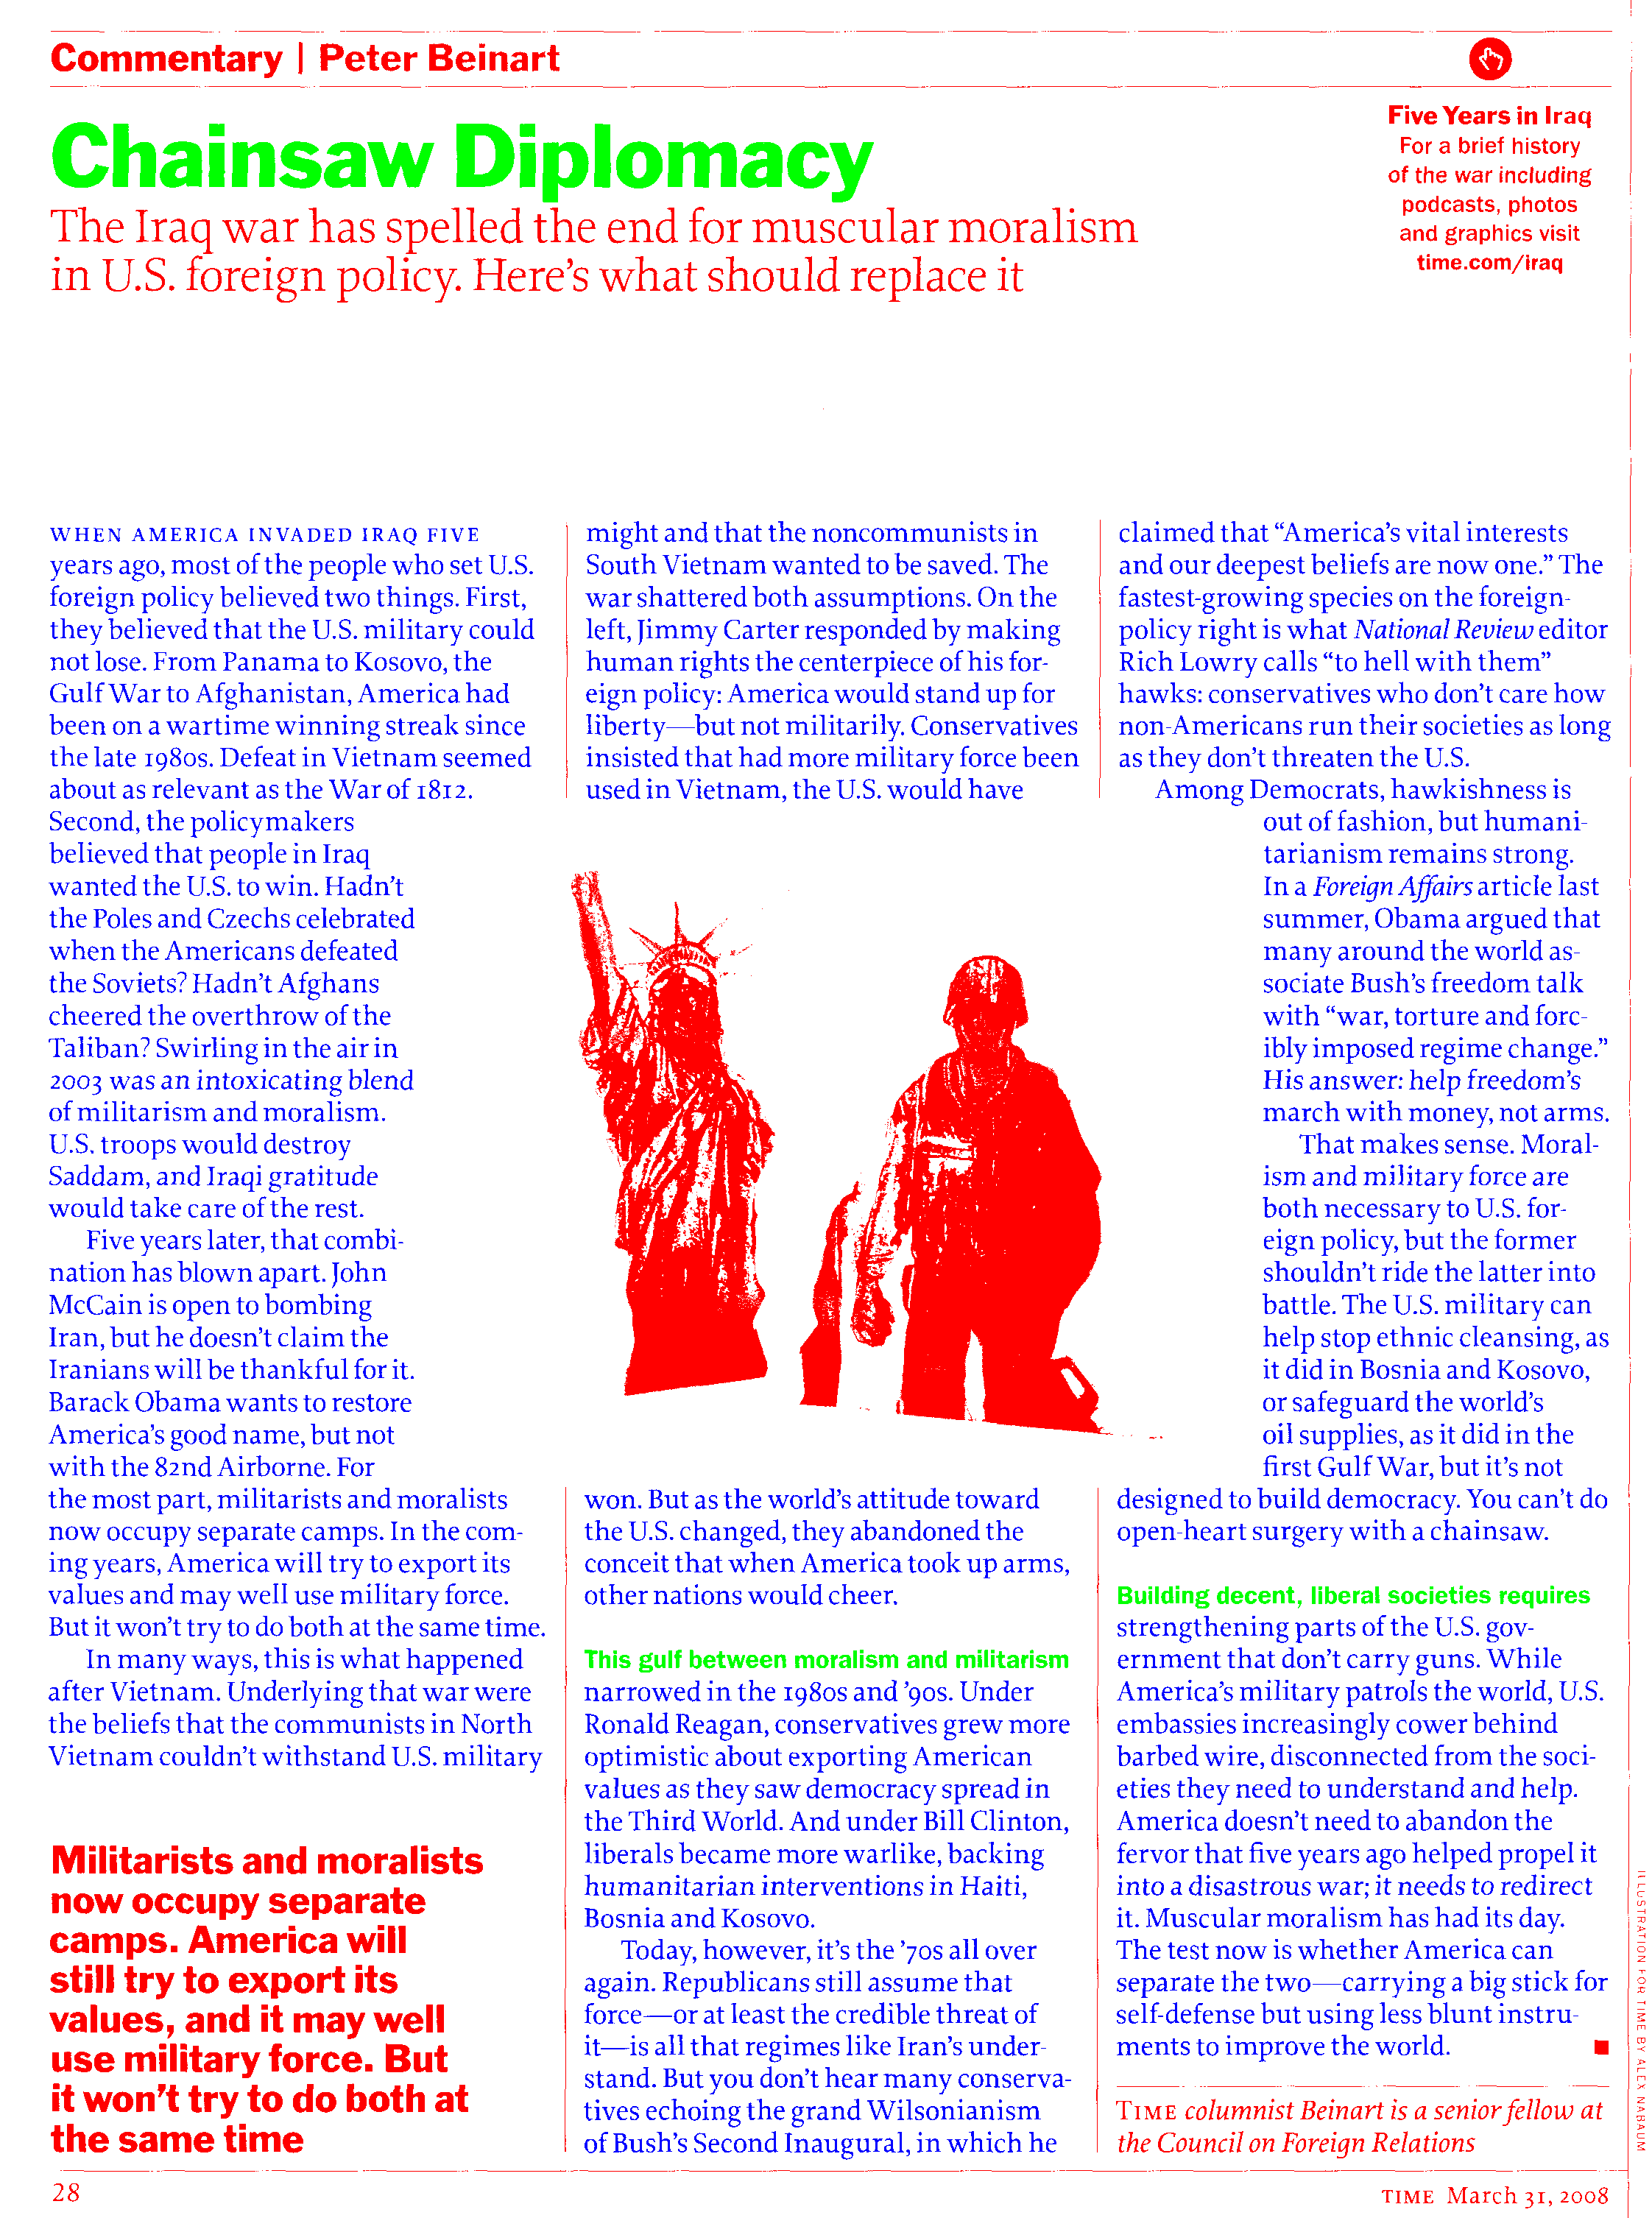 Commentary | Peter Beinart
Five Years in Iraq
For a brief history
of the war including
podcasts, photos
and graphics visit
time.com/iraq
Chainsaw Diplomacy
The Iraq war has spelled the end for muscular moralism
in U.S. foreign policy. Here's what should replace it
WHEN AMERICA INVADED IRAQ FIVE
years ago, most of the people who set U.S.
foreign policy believed two things. First,
they believed that the U.S. military could
not lose. From Panama to Kosovo, the
Gulf War to Afghanistan, America had
been on a wartime winning streak since
the late 1980s. Defeat in Vietnam seemed
about as relevant as the War of 1812.
Second, the policymakers
believed that people in Iraq
wanted the U.S. to win. Hadn't
the Poles and Czechs celebrated
when the Americans defeated
the Soviets? Hadn't Afghans
cheered the overthrow of the
Taliban? Swirling in the air in
2003 was an intoxicating blend
of militarism and moralism.
U.S. troops would destroy
Saddam, and Iraqi gratitude
would take care of the rest.
Five years later, that combi-
nation has blown apart. John
McCain is open to bombing
Iran, but he doesn't claim the
Iranians will be thankful for it.
Barack Obama wants to restore
America's good name, but not
with the 82nd Airborne. For
the most part, militarists and moralists
now occupy separate camps. In the com-
ing years, America will try to export its
values and may well use military force.
But it won't try to do both at the same time.
In many ways, this is what happened
after Vietnam. Underlying that war were
the beliefs that the communists in North
Vietnam couldn't withstand U.S. military
Militarists and moralists
now occupy separate
camps. America will
still try to export its
values, and it may well
use military force. But
it won't try to do both at
the same time
might and that the noncommunists in
South Vietnam wanted to be saved. The
war shattered both assumptions. On the
left, Jimmy Carter responded by making
human rights the centerpiece of his for-
eign policy: America would stand up for
liberty—but not militarily. Conservatives
insisted that had more military force been
used in Vietnam, the U.S. would have
won. But as the world's attitude toward
the U.S. changed, they abandoned the
conceit that when America took up arms,
other nations would cheer.
This gulf between moralism and militarism
narrowed in the 1980s and '90s. Under
Ronald Reagan, conservatives grew more
optimistic about exporting American
values as they saw democracy spread in
the Third World. And under Bill Clinton,
liberals became more warlike, backing
humanitarian interventions in Haiti,
Bosnia and Kosovo.
Today, however, it's the '70s all over
again. Republicans still assume that
force—or at least the credible threat of
it—is all that regimes like Iran's under-
stand. But you don't hear many conserva-
tives echoing the grand Wilsonianism
of Bush's Second Inaugural, in which he
claimed that “America's vital interests
and our deepest beliefs are now one.” The
fastest-growing species on the foreign-
policy right is what National Review editor
Rich Lowry calls “to hell with them”
hawks: conservatives who don't care how
non-Americans run their societies as long
as they don't threaten the U.S.
Among Democrats, hawkishness is
out of fashion, but humani-
tarianism remains strong.
In a Foreign Affairs article last
summer, Obama argued that
many around the world as-
sociate Bush's freedom talk
with “war, torture and forc-
ibly imposed regime change.”
His answer: help freedom's
march with money, not arms.
That makes sense. Moral-
ism and military force are
both necessary to U.S. for-
eign policy, but the former
shouldn't ride the latter into
battle. The U.S. military can
help stop ethnic cleansing, as
it did in Bosnia and Kosovo,
or safeguard the world's
oil supplies, as it did in the
first Gulf War, but it's not
designed to build democracy. You can't do
open-heart surgery with a chainsaw.
Building decent, liberal societies requires
strengthening parts of the U.S. gov-
ernment that don't carry guns. While
America's military patrols the world, U.S.
embassies increasingly cower behind
barbed wire, disconnected from the soci-
eties they need to understand and help.
America doesn't need to abandon the
fervor that five years ago helped propel it
into a disastrous war; it needs to redirect
it. Muscular moralism has had its day.
The test now is whether America can
separate the two—carrying a big stick for
self-defense but using less blunt instru-
ments to improve the world.
TIME columnist Beinart is a senior fellow at
the Council on Foreign Relations
ILLUSTRATION FOR TIME BY ALEX NABAUM
28
TIME March 31, 2008